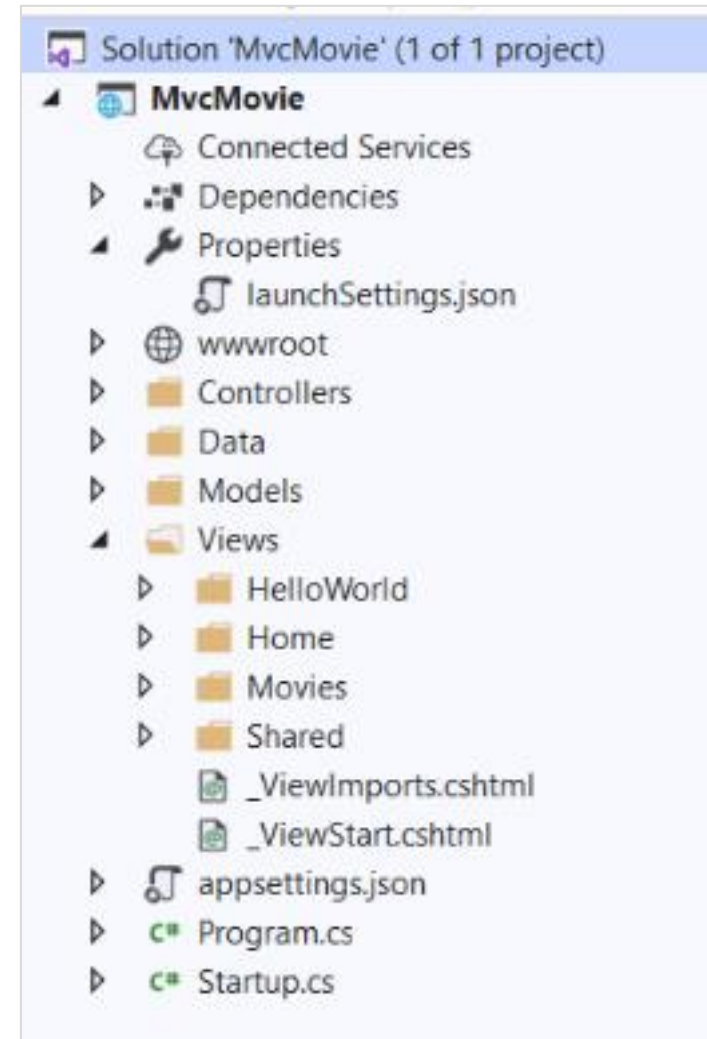 Solution 'MvcMovie' (1 of 1 project)
MvcMovie
Connected Services
Dependencies
Properties
launchSettings.json
wwwroot
Controllers
Data
Models
Views
HelloWorld
Home
Movies
Shared
_ViewImports.cshtml
_ViewStart.cshtml
appsettings.json
C# Program.cs
C# Startup.cs